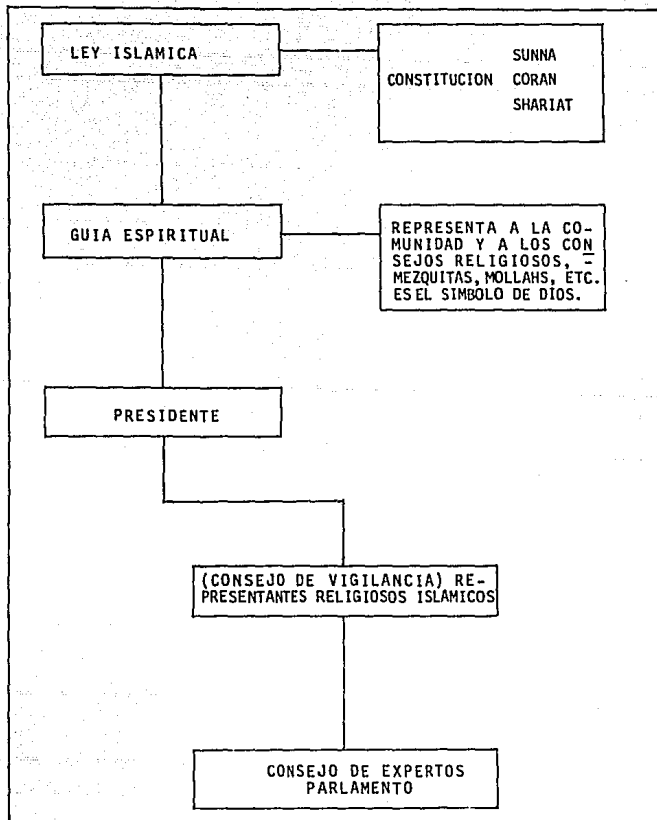 LEY ISLAMICA
SUNNA
CONSTITUCION CORAN
SHARIAT
GUIA ESPIRITUAL
REPRESENTA A LA CO-
MUNIDAD Y A LOS CON
SEJOS RELIGIOSOS, -
MEZQUITAS, MOLLAHS, ETC.
ES EL SIMBOLO DE DIOS.
PRESIDENTE
(CONSEJO DE VIGILANCIA) RE-
PRESENTANTES RELIGIOSOS ISLAMICOS
CONSEJO DE EXPERTOS
PARLAMENTO